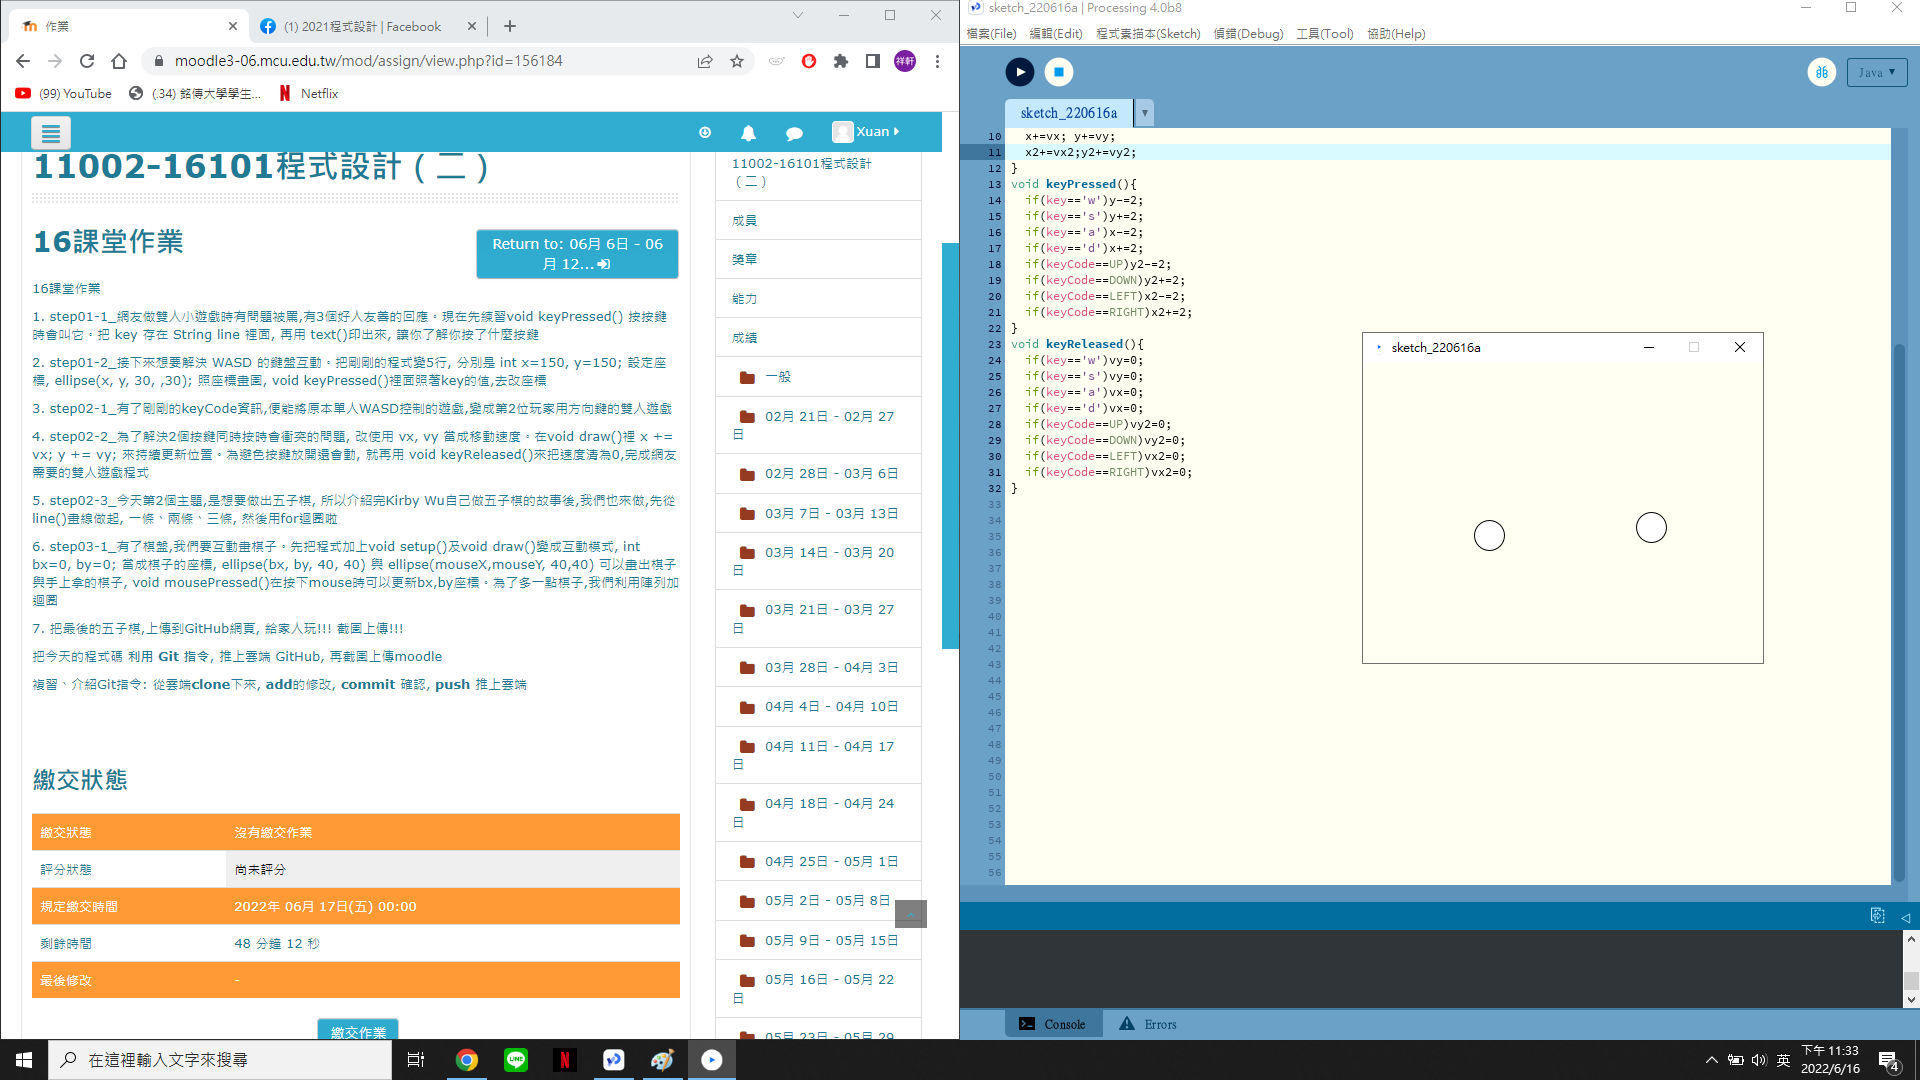 作業
(1) 2021程式設計 | Facebook
moodle3-06.mcu.edu.tw/mod/assign/view.php?id=156184
祥軒
(99) YouTube
(.34) 銘傳大學學生...
Netflix
Xuan
11002-16101程式設計（二）
16課堂作業
Return to: 06月 6日 - 06
月 12...
16課堂作業
1. step01-1_網友做雙人小遊戲時有問題被罵,有3個好人友善的回應。現在先練習void keyPressed() 按按鍵
時會叫它。把 key 存在 String line 裡面, 再用 text()印出來, 讓你了解你按了什麼按鍵
2. step01-2_接下來想要解決 WASD 的鍵盤互動。把剛剛的程式變5行, 分別是 int x=150, y=150; 設定座
標, ellipse(x, y, 30, ,30); 照座標畫圓, void keyPressed()裡面照著key的值,去改座標
3. step02-1_有了剛剛的keyCode資訊,便能將原本單人WASD控制的遊戲,變成第2位玩家用方向鍵的雙人遊戲
4. step02-2_為了解決2個按鍵同時按時會衝突的問題, 改使用 vx, vy 當成移動速度。在void draw()裡 x +=
vx; y += vy; 來持續更新位置。為避色按鍵放開還會動, 就再用 void keyReleased()來把速度清為0,完成網友
需要的雙人遊戲程式
5. step02-3_今天第2個主題,是想要做出五子棋, 所以介紹完Kirby Wu自己做五子棋的故事後,我們也來做,先從
line()畫線做起, 一條、兩條、三條, 然後用for迴圈啦
6. step03-1_有了棋盤,我們要互動畫棋子。先把程式加上void setup()及void draw()變成互動模式, int
bx=0, by=0; 當成棋子的座標, ellipse(bx, by, 40, 40) 與 ellipse(mouseX,mouseY, 40,40) 可以畫出棋子
與手上拿的棋子, void mousePressed()在按下mouse時可以更新bx,by座標。為了多一點棋子,我們利用陣列加
迴圈
7. 把最後的五子棋,上傳到GitHub網頁, 給家人玩!!! 截圖上傳!!!
把今天的程式碼 利用 Git 指令, 推上雲端 GitHub, 再截圖上傳moodle
複習、介紹Git指令: 從雲端clone下來, add的修改, commit 確認, push 推上雲端
繳交狀態
繳交狀態 沒有繳交作業
評分狀態 尚未評分
規定繳交時間 2022年 06月 17日(五) 00:00
剩餘時間 48 分鐘 12 秒
最後修改 -
繳交作業
11002-16101程式設計
（二）
成員
獎章
能力
成績
一般
02月 21日 - 02月 27
日
02月 28日 - 03月 6日
03月 7日 - 03月 13日
03月 14日 - 03月 20
日
03月 21日 - 03月 27
日
03月 28日 - 04月 3日
04月 4日 - 04月 10日
04月 11日 - 04月 17
日
04月 18日 - 04月 24
日
04月 25日 - 05月 1日
05月 2日 - 05月 8日
05月 9日 - 05月 15日
05月 16日 - 05月 22
日
05月 23日 - 05月 29
sketch_220616a | Processing 4.0b8
檔案(File) 編輯(Edit) 程式素描本(Sketch) 偵錯(Debug) 工具(Tool) 協助(Help)
Java ▼
sketch_220616a ▼
10 x+=vx; y+=vy;
11 x2+=vx2;y2+=vy2;
12 }
13 void keyPressed(){
14 if(key=='w')y-=2;
15 if(key=='s')y+=2;
16 if(key=='a')x-=2;
17 if(key=='d')x+=2;
18 if(keyCode==UP)y2-=2;
19 if(keyCode==DOWN)y2+=2;
20 if(keyCode==LEFT)x2-=2;
21 if(keyCode==RIGHT)x2+=2;
22 }
23 void keyReleased(){
24 if(key=='w')vy=0;
25 if(key=='s')vy=0;
26 if(key=='a')vx=0;
27 if(key=='d')vx=0;
28 if(keyCode==UP)vy2=0;
29 if(keyCode==DOWN)vy2=0;
30 if(keyCode==LEFT)vx2=0;
31 if(keyCode==RIGHT)vx2=0;
32 }
33
34
35
36
37
38
39
40
41
42
43
44
45
46
47
48
49
50
51
52
53
54
55
56
sketch_220616a
Console
Errors
在這裡輸入文字來搜尋
LINE
N
英
下午 11:33
2022/6/16
4